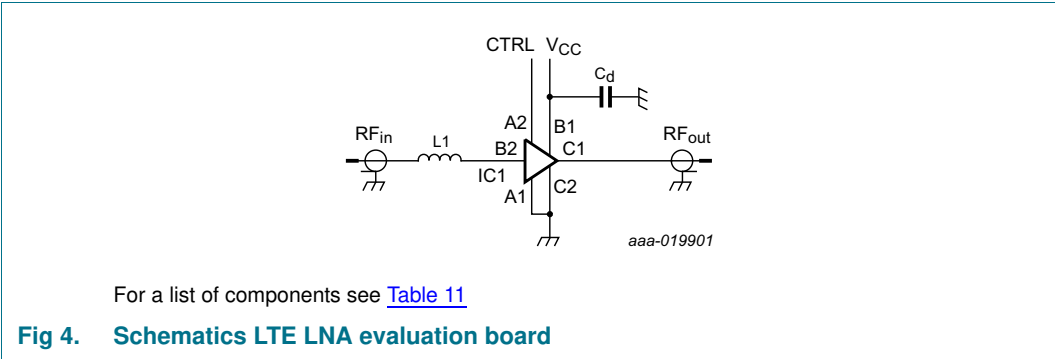 CTRL VCC
Cd
A2 B1
RFin L1 B2 C1 RFout
IC1
A1 C2
aaa-019901
For a list of components see Table 11
Fig 4. Schematics LTE LNA evaluation board